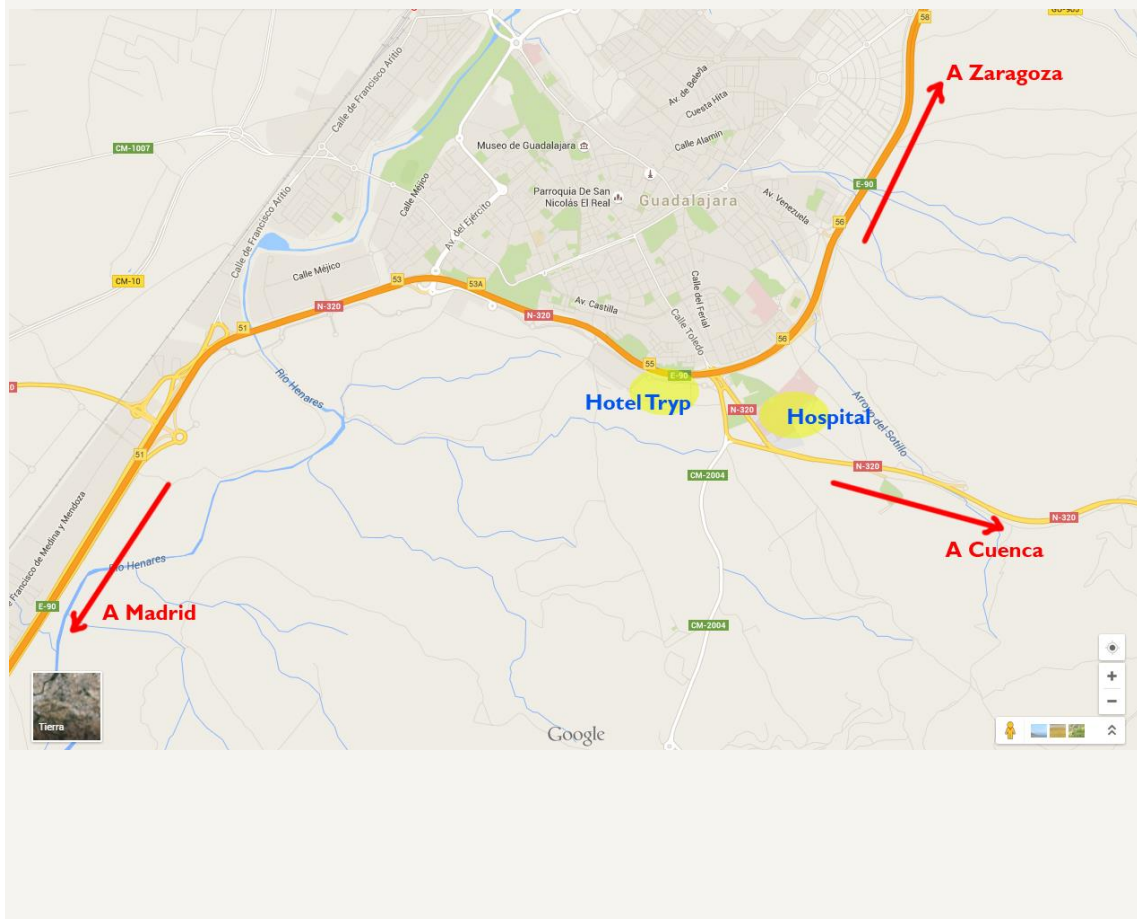 58
A Zaragoza
Calle de Francisco Aritio
Av. de Beleña
Cuesta Hita
CM-1007
Museo de Guadalajara
Calle Alamín
E-90
Calle Méjico
Parroquia De San
Nicolás El Real
Guadalajara
Av. Venezuela
Calle de Francisco Aritio
Av. del Ejército
56
Calle Méjico
CM-10
53
53A
N-320
Av. Castilla
Calle del Ferial
N-320
Calle Toledo
51
56
55
E-90
Río Henares
Hotel Tryp
N-320
Hospital
Arroyo del Sotillo
51
N-320
CM-2004
N-320
A Cuenca
Francisco de Medina y Mendoza
Río Henares
E-90
A Madrid
CM-2004
Tierra
Google